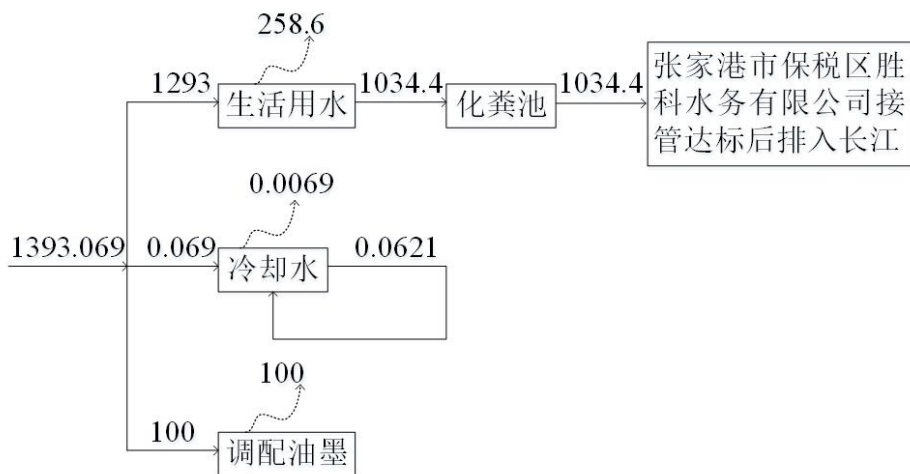 258.6
1293
生活用水
1034.4
化粪池
1034.4
张家港市保税区胜
科水务有限公司接
管达标后排入长江
0.0069
1393.069
0.069
冷却水
0.0621
100
100
调配油墨